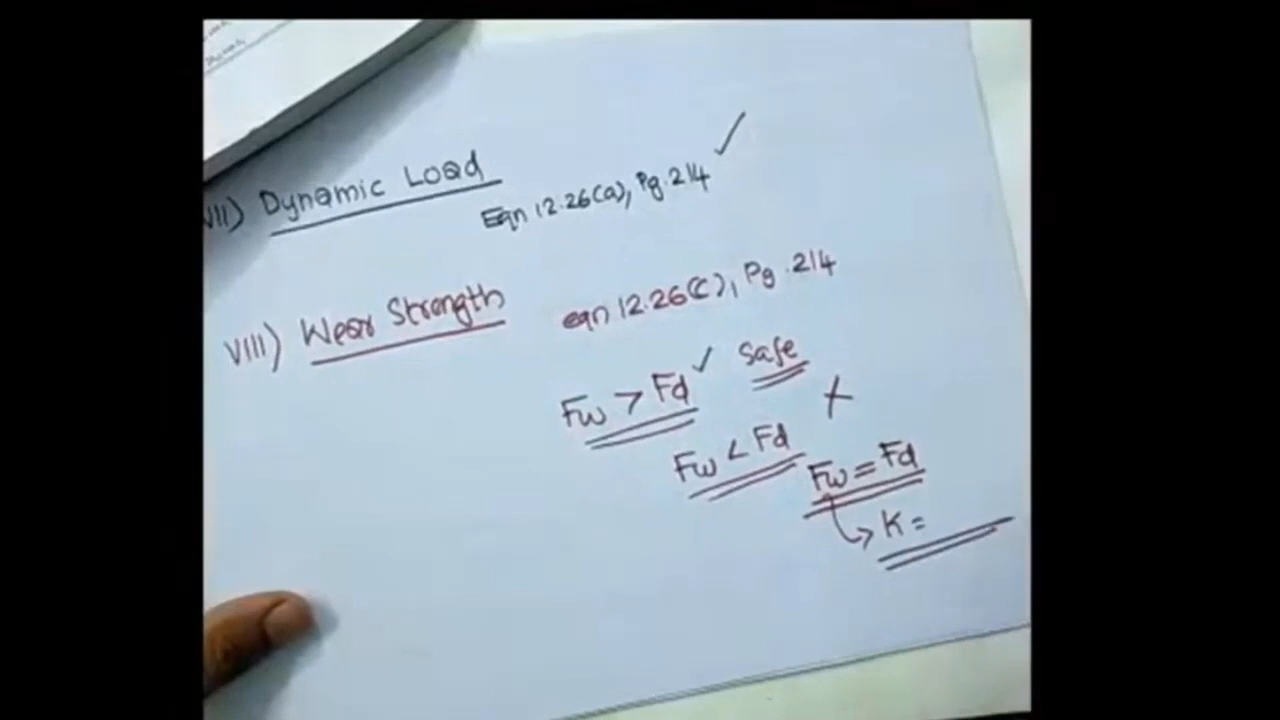 VII) Dynamic Load
Eqn 12.26(a), Pg.214 ✓
VIII) Wear Strength
eqn 12.26(c), Pg.214
Fw > Fd ✓ Safe
Fw < Fd ✗
Fw = Fd
↳ K =